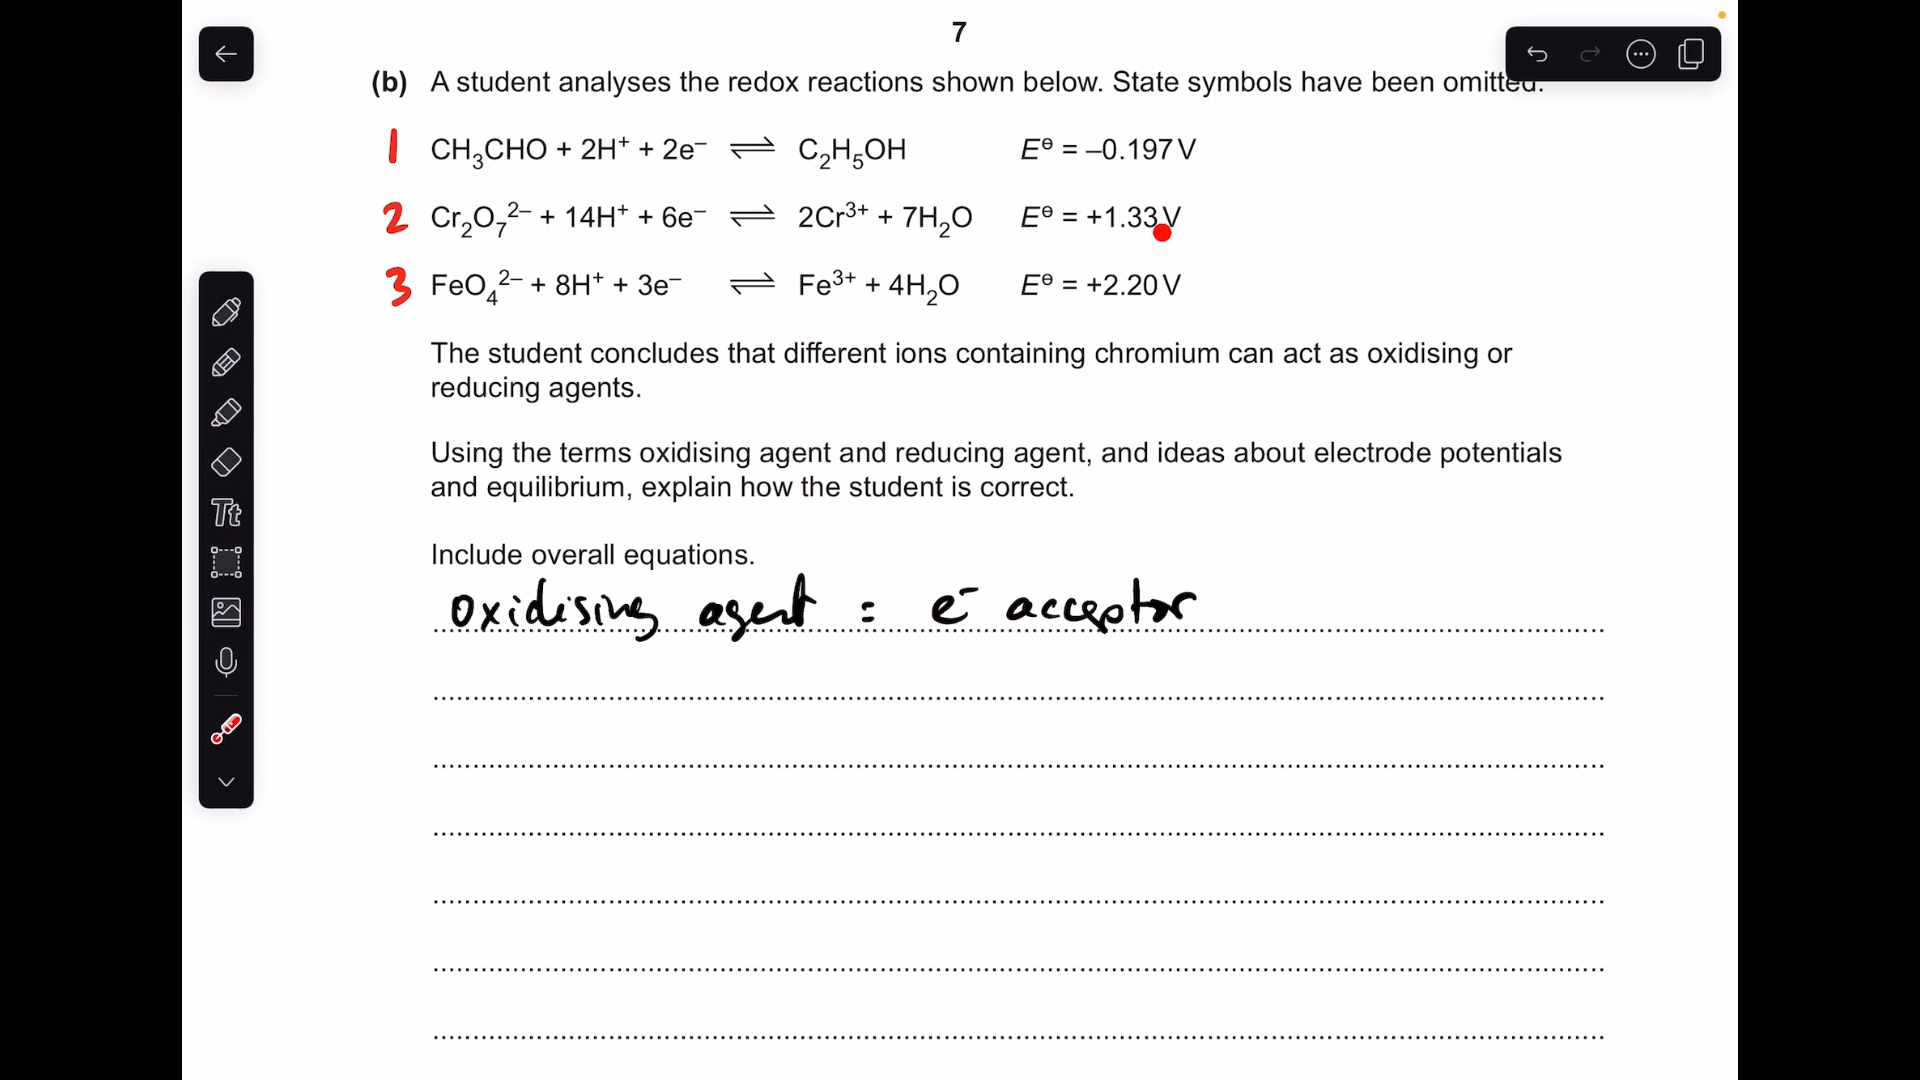 7
(b) A student analyses the redox reactions shown below. State symbols have been omitted.
1 CH₃CHO + 2H⁺ + 2e⁻ ⇌ C₂H₅OH E⦵ = –0.197 V
2 Cr₂O₇²⁻ + 14H⁺ + 6e⁻ ⇌ 2Cr³⁺ + 7H₂O E⦵ = +1.33 V
3 FeO₄²⁻ + 8H⁺ + 3e⁻ ⇌ Fe³⁺ + 4H₂O E⦵ = +2.20 V
The student concludes that different ions containing chromium can act as oxidising or
reducing agents.
Using the terms oxidising agent and reducing agent, and ideas about electrode potentials
and equilibrium, explain how the student is correct.
Include overall equations.
oxidising agent = e⁻ acceptor
Tt